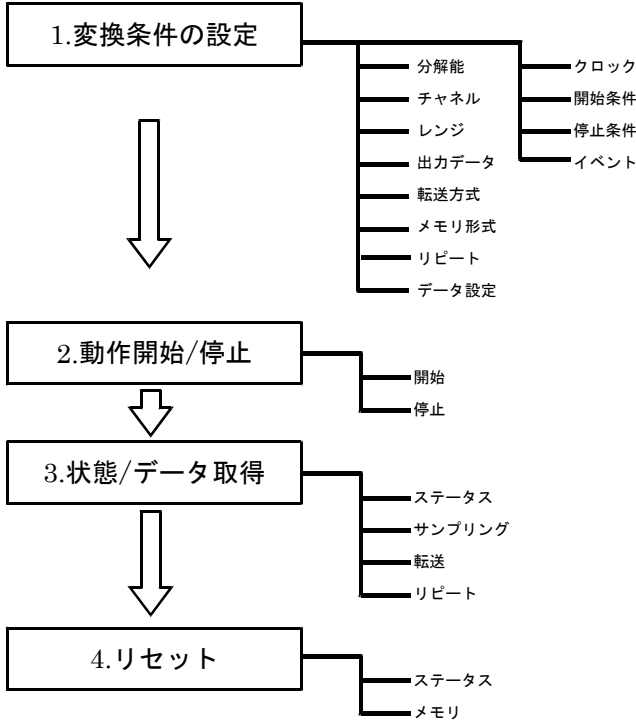 1.変換条件の設定
分解能
チャネル
レンジ
出力データ
転送方式
メモリ形式
リピート
データ設定
クロック
開始条件
停止条件
イベント
2.動作開始/停止
開始
停止
3.状態/データ取得
ステータス
サンプリング
転送
リピート
4.リセット
ステータス
メモリ